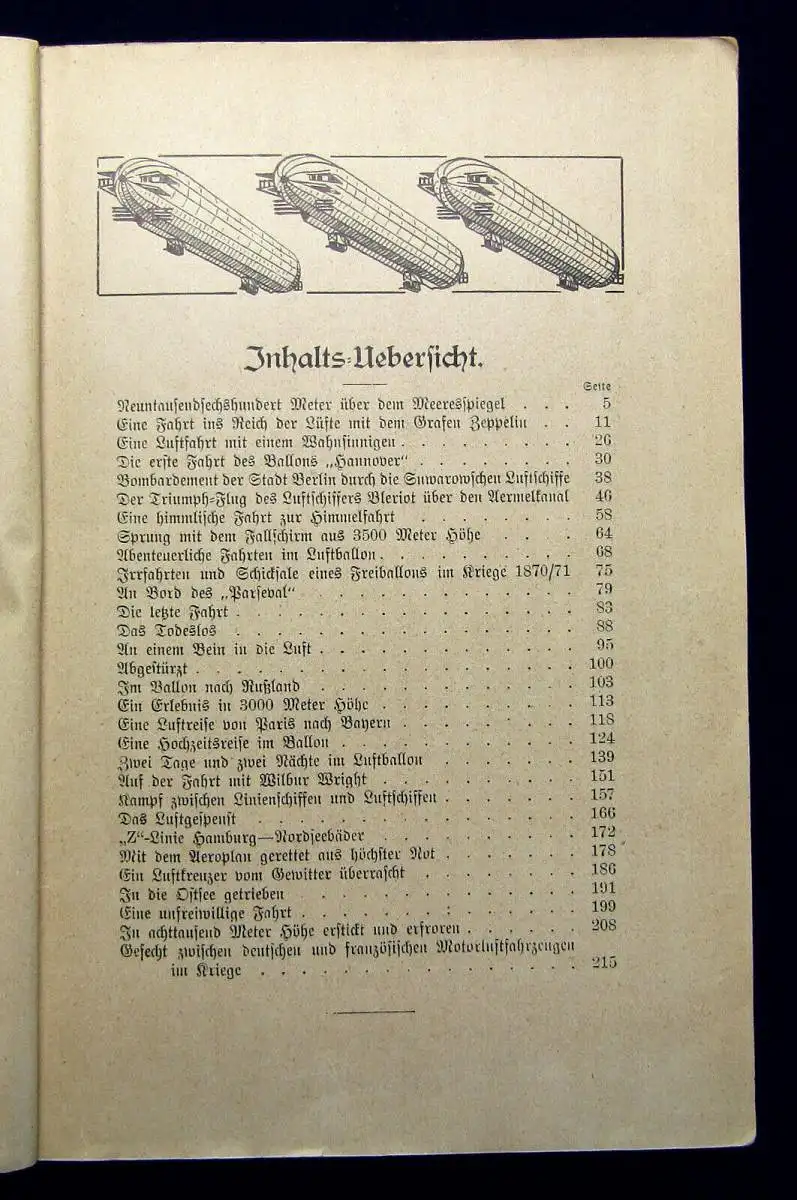 Inhalts-Uebersicht.
Seite
Neuntausendsechshundert Meter über dem Meeresspiegel . . . 5
Eine Fahrt ins Reich der Lüfte mit dem Grafen Zeppelin . . 11
Eine Luftfahrt mit einem Wahnsinnigen . . . . . . . . . 26
Die erste Fahrt des Ballons „Hannover“ . . . . . . . . 30
Bombardement der Stadt Berlin durch die Suwarowschen Luftschiffe 38
Der Triumph-Flug des Luftschiffers Bleriot über den Aermelkanal 46
Eine himmlische Fahrt zur Himmelfahrt . . . . . . . . 58
Sprung mit dem Fallschirm aus 3500 Meter Höhe . . . . 64
Abenteuerliche Fahrten im Luftballon . . . . . . . . . . 68
Irrfahrten und Schicksale eines Freiballons im Kriege 1870/71 75
An Bord des „Parseval“ . . . . . . . . . . . . . 79
Die letzte Fahrt . . . . . . . . . . . . . . . . . 83
Das Todeslos . . . . . . . . . . . . . . . . . 88
An einem Bein in die Luft . . . . . . . . . . . . . 95
Abgestürzt . . . . . . . . . . . . . . . . . . . 100
Im Ballon nach Rußland . . . . . . . . . . . . . 103
Ein Erlebnis in 3000 Meter Höhe . . . . . . . . . . 113
Eine Luftreise von Paris nach Bayern . . . . . . . . . 118
Eine Hochzeitsreise im Ballon . . . . . . . . . . . . 124
Zwei Tage und zwei Nächte im Luftballon . . . . . . . 139
Auf der Fahrt mit Wilbur Wright . . . . . . . . . . 151
Kampf zwischen Linienschiffen und Luftschiffen . . . . . . 157
Das Luftgespenst . . . . . . . . . . . . . . . . 166
„Z“-Linie Hamburg—Nordseebäder . . . . . . . . . . 172
Mit dem Aeroplan gerettet aus höchster Not . . . . . . 178
Ein Luftkreuzer vom Gewitter überrascht . . . . . . . . 186
In die Ostsee getrieben . . . . . . . . . . . . . . 191
Eine unfreiwillige Fahrt . . . . . . . . . . . . . . 199
In achttausend Meter Höhe erstickt und erfroren . . . . . . 208
Gefecht zwischen deutschen und französischen Motorluftfahrzeugen
im Kriege . . . . . . . . . . . . . . . . 215